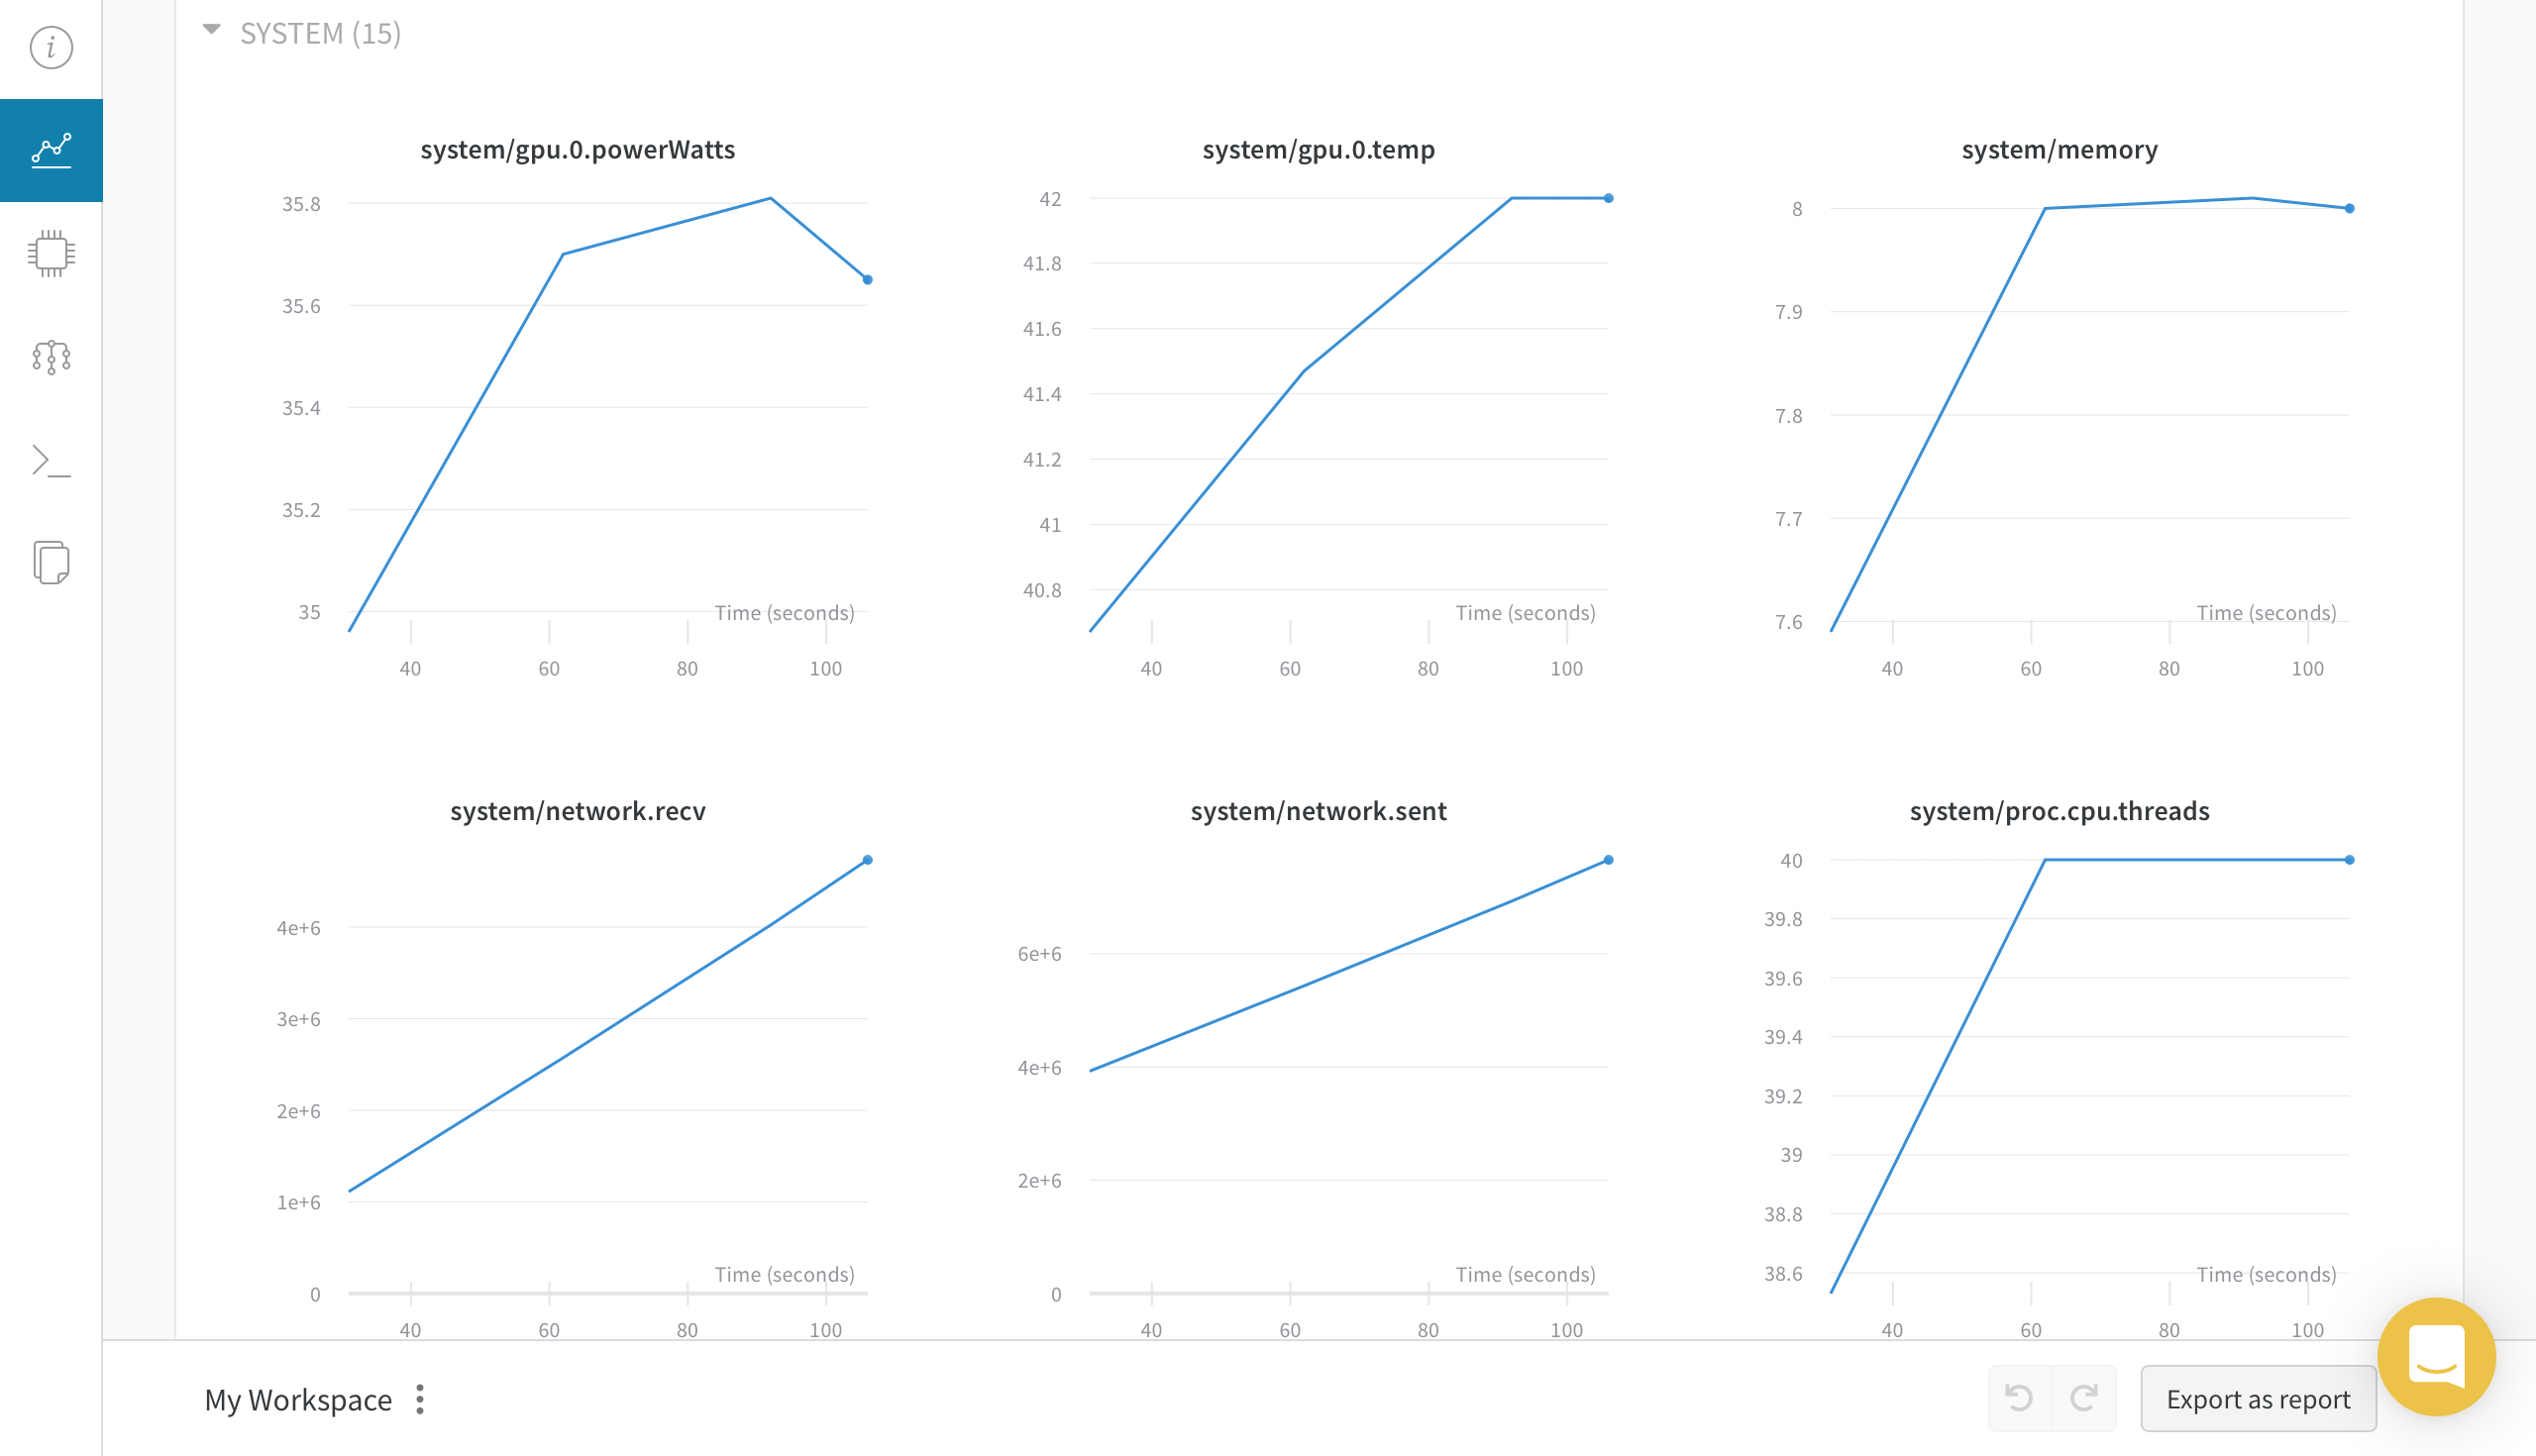 SYSTEM (15)
system/gpu.0.powerWatts
35.8
35.6
35.4
35.2
35
Time (seconds)
40 60 80 100
system/gpu.0.temp
42
41.8
41.6
41.4
41.2
41
40.8
Time (seconds)
40 60 80 100
system/memory
8
7.9
7.8
7.7
7.6
Time (seconds)
40 60 80 100
system/network.recv
4e+6
3e+6
2e+6
1e+6
0
Time (seconds)
40 60 80 100
system/network.sent
6e+6
4e+6
2e+6
0
Time (seconds)
40 60 80 100
system/proc.cpu.threads
40
39.8
39.6
39.4
39.2
39
38.8
38.6
Time (seconds)
40 60 80 100
My Workspace
Export as report